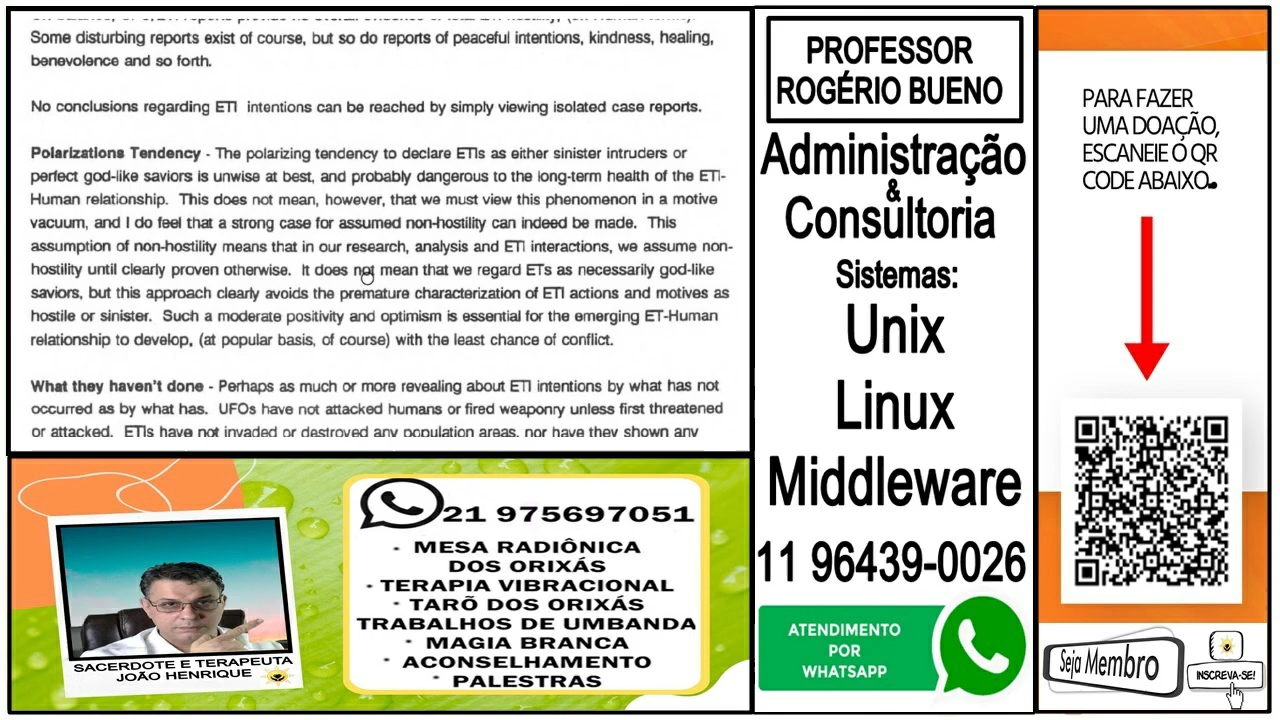 Some disturbing reports exist of course, but so do reports of peaceful intentions, kindness, healing,
benevolence and so forth.
No conclusions regarding ETI intentions can be reached by simply viewing isolated case reports.
Polarizations Tendency - The polarizing tendency to declare ETIs as either sinister intruders or
perfect god-like saviors is unwise at best, and probably dangerous to the long-term health of the ETI-
Human relationship. This does not mean, however, that we must view this phenomenon in a motive
vacuum, and I do feel that a strong case for assumed non-hostility can indeed be made. This
assumption of non-hostility means that in our research, analysis and ETI interactions, we assume non-
hostility until clearly proven otherwise. It does not mean that we regard ETs as necessarily god-like
saviors, but this approach clearly avoids the premature characterization of ETI actions and motives as
hostile or sinister. Such a moderate positivity and optimism is essential for the emerging ET-Human
relationship to develop, (at popular basis, of course) with the least chance of conflict.
What they haven't done - Perhaps as much or more revealing about ETI intentions by what has not
occurred as by what has. UFOs have not attacked humans or fired weaponry unless first threatened
or attacked. ETIs have not invaded or destroyed any population areas, nor have they shown any
SACERDOTE E TERAPEUTA
JOÃO HENRIQUE
21 975697051
· MESA RADIÔNICA
DOS ORIXÁS
· TERAPIA VIBRACIONAL
· TARÕ DOS ORIXÁS
TRABALHOS DE UMBANDA
· MAGIA BRANCA
· ACONSELHAMENTO
· PALESTRAS
PROFESSOR
ROGÉRIO BUENO
Administração
&
Consultoria
Sistemas:
Unix
Linux
Middleware
11 96439-0026
ATENDIMENTO
POR
WHATSAPP
PARA FAZER
UMA DOAÇÃO,
ESCANEIE O QR
CODE ABAIXO..
Seja Membro
INSCREVA-SE!